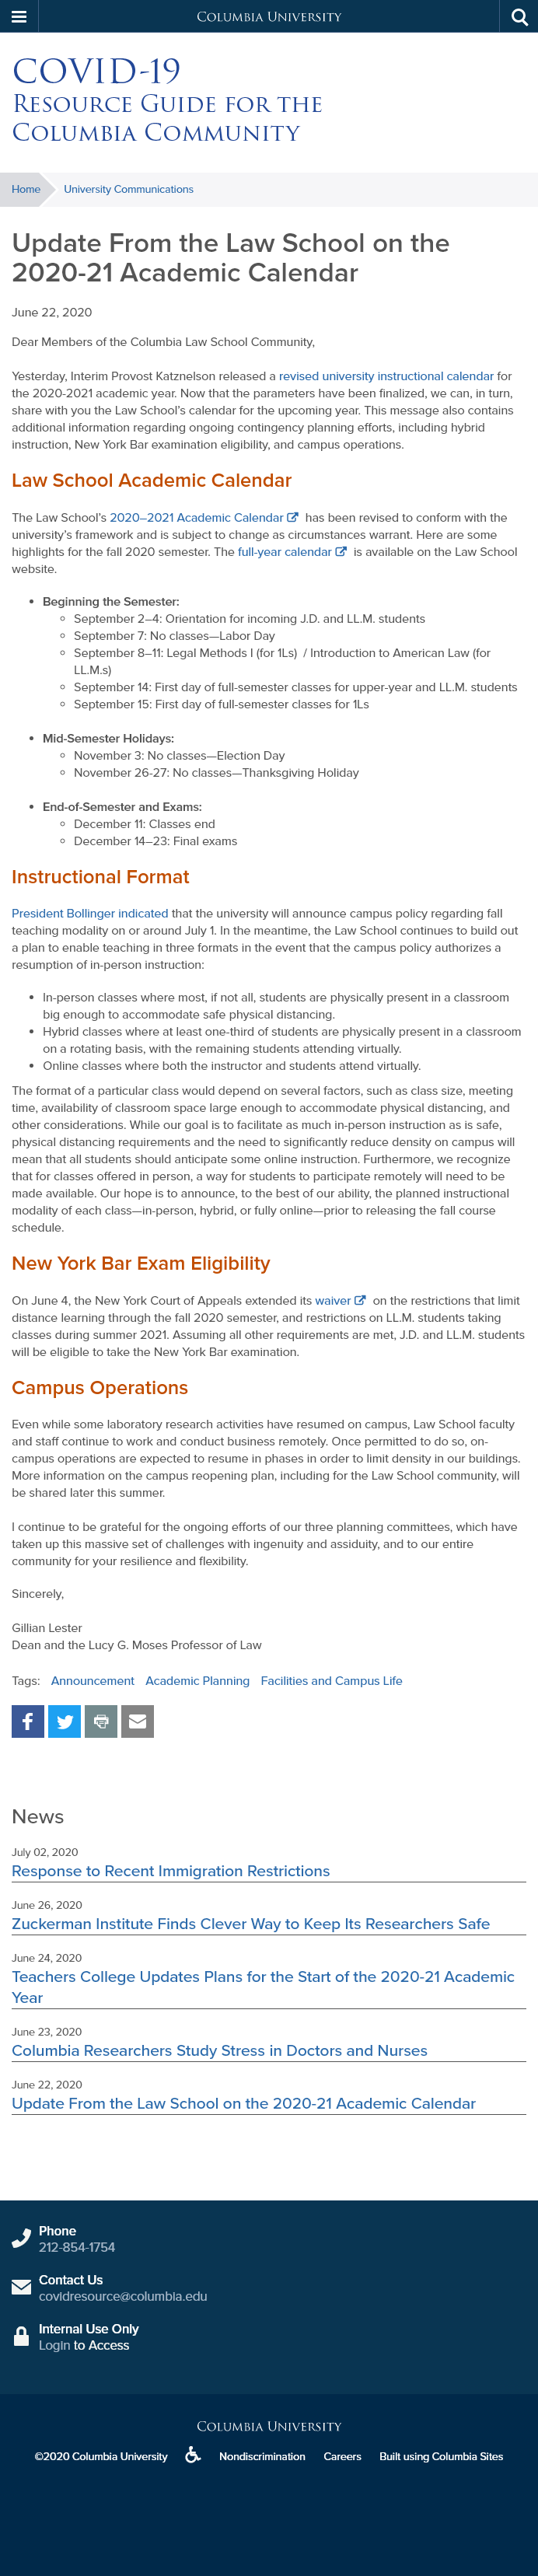 Columbia University
COVID-19
Resource Guide for the
Columbia Community
Home University Communications
Update From the Law School on the
2020-21 Academic Calendar
June 22, 2020
Dear Members of the Columbia Law School Community,
Yesterday, Interim Provost Katznelson released a revised university instructional calendar for
the 2020-2021 academic year. Now that the parameters have been finalized, we can, in turn,
share with you the Law School's calendar for the upcoming year. This message also contains
additional information regarding ongoing contingency planning efforts, including hybrid
instruction, New York Bar examination eligibility, and campus operations.
Law School Academic Calendar
The Law School's 2020–2021 Academic Calendar has been revised to conform with the
university's framework and is subject to change as circumstances warrant. Here are some
highlights for the fall 2020 semester. The full-year calendar is available on the Law School
website.
• Beginning the Semester:
◦ September 2–4: Orientation for incoming J.D. and LL.M. students
◦ September 7: No classes—Labor Day
◦ September 8–11: Legal Methods I (for 1Ls) / Introduction to American Law (for
LL.M.s)
◦ September 14: First day of full-semester classes for upper-year and LL.M. students
◦ September 15: First day of full-semester classes for 1Ls
• Mid-Semester Holidays:
◦ November 3: No classes—Election Day
◦ November 26-27: No classes—Thanksgiving Holiday
• End-of-Semester and Exams:
◦ December 11: Classes end
◦ December 14–23: Final exams
Instructional Format
President Bollinger indicated that the university will announce campus policy regarding fall
teaching modality on or around July 1. In the meantime, the Law School continues to build out
a plan to enable teaching in three formats in the event that the campus policy authorizes a
resumption of in-person instruction:
• In-person classes where most, if not all, students are physically present in a classroom
big enough to accommodate safe physical distancing.
• Hybrid classes where at least one-third of students are physically present in a classroom
on a rotating basis, with the remaining students attending virtually.
• Online classes where both the instructor and students attend virtually.
The format of a particular class would depend on several factors, such as class size, meeting
time, availability of classroom space large enough to accommodate physical distancing, and
other considerations. While our goal is to facilitate as much in-person instruction as is safe,
physical distancing requirements and the need to significantly reduce density on campus will
mean that all students should anticipate some online instruction. Furthermore, we recognize
that for classes offered in person, a way for students to participate remotely will need to be
made available. Our hope is to announce, to the best of our ability, the planned instructional
modality of each class—in-person, hybrid, or fully online—prior to releasing the fall course
schedule.
New York Bar Exam Eligibility
On June 4, the New York Court of Appeals extended its waiver on the restrictions that limit
distance learning through the fall 2020 semester, and restrictions on LL.M. students taking
classes during summer 2021. Assuming all other requirements are met, J.D. and LL.M. students
will be eligible to take the New York Bar examination.
Campus Operations
Even while some laboratory research activities have resumed on campus, Law School faculty
and staff continue to work and conduct business remotely. Once permitted to do so, on-
campus operations are expected to resume in phases in order to limit density in our buildings.
More information on the campus reopening plan, including for the Law School community, will
be shared later this summer.
I continue to be grateful for the ongoing efforts of our three planning committees, which have
taken up this massive set of challenges with ingenuity and assiduity, and to our entire
community for your resilience and flexibility.
Sincerely,
Gillian Lester
Dean and the Lucy G. Moses Professor of Law
Tags: Announcement Academic Planning Facilities and Campus Life
News
July 02, 2020
Response to Recent Immigration Restrictions
June 26, 2020
Zuckerman Institute Finds Clever Way to Keep Its Researchers Safe
June 24, 2020
Teachers College Updates Plans for the Start of the 2020-21 Academic
Year
June 23, 2020
Columbia Researchers Study Stress in Doctors and Nurses
June 22, 2020
Update From the Law School on the 2020-21 Academic Calendar
Phone
212-854-1754
Contact Us
covidresource@columbia.edu
Internal Use Only
Login to Access
Columbia University
©2020 Columbia University Nondiscrimination Careers Built using Columbia Sites